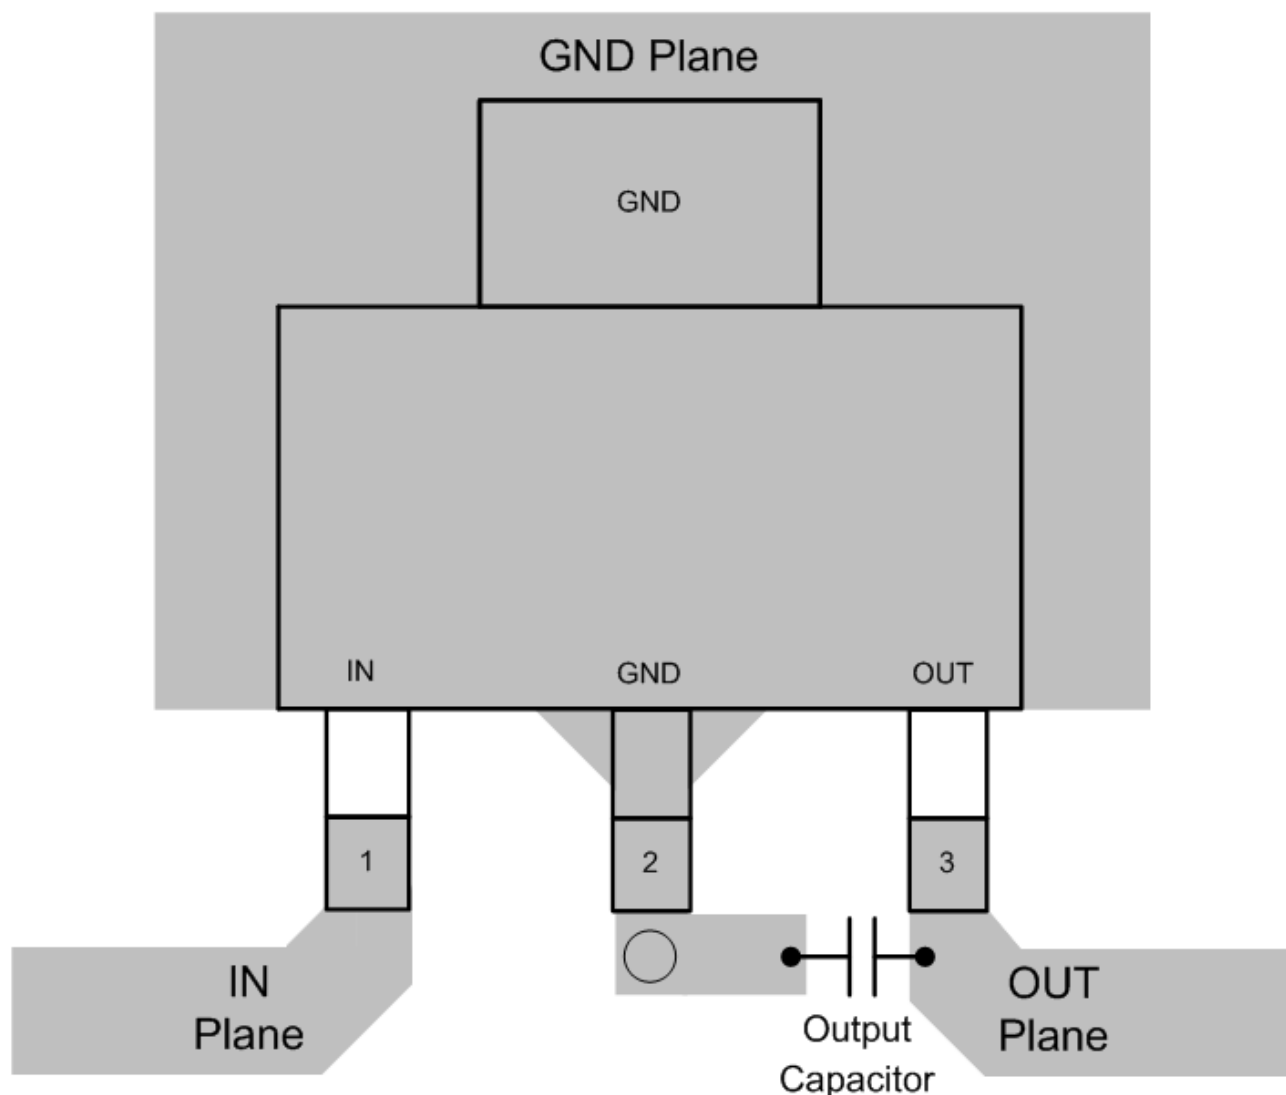 GND Plane
GND
IN
GND
OUT
1
2
3
IN
Plane
OUT
Plane
Output
Capacitor